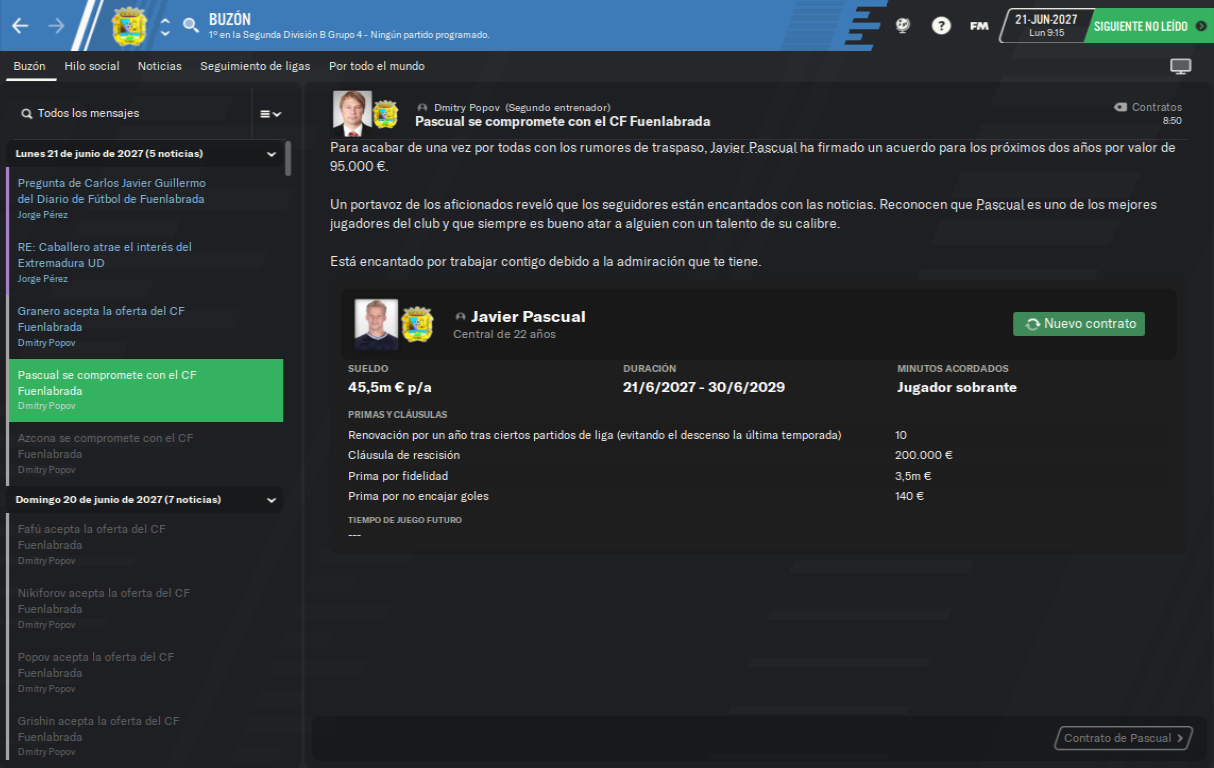 BUZÓN
1º en la Segunda División B Grupo 4 - Ningún partido programado.
?
FM
21-JUN-2027
Lun 9:15
SIGUIENTE NO LEÍDO
Buzón
Hilo social
Noticias
Seguimiento de ligas
Por todo el mundo
Todos los mensajes
Lunes 21 de junio de 2027 (5 noticias)
Pregunta de Carlos Javier Guillermo
del Diario de Fútbol de Fuenlabrada
Jorge Pérez
RE: Caballero atrae el interés del
Extremadura UD
Jorge Pérez
Granero acepta la oferta del CF
Fuenlabrada
Dmitry Popov
Pascual se compromete con el CF
Fuenlabrada
Dmitry Popov
Azcona se compromete con el CF
Fuenlabrada
Dmitry Popov
Domingo 20 de junio de 2027 (7 noticias)
Fafú acepta la oferta del CF
Fuenlabrada
Dmitry Popov
Nikiforov acepta la oferta del CF
Fuenlabrada
Dmitry Popov
Popov acepta la oferta del CF
Fuenlabrada
Dmitry Popov
Grishin acepta la oferta del CF
Fuenlabrada
Dmitry Popov
Dmitry Popov (Segundo entrenador)
Pascual se compromete con el CF Fuenlabrada
Contratos
8:50
Para acabar de una vez por todas con los rumores de traspaso, Javier Pascual ha firmado un acuerdo para los próximos dos años por valor de
95.000 €.
Un portavoz de los aficionados reveló que los seguidores están encantados con las noticias. Reconocen que Pascual es uno de los mejores
jugadores del club y que siempre es bueno atar a alguien con un talento de su calibre.
Está encantado por trabajar contigo debido a la admiración que te tiene.
Javier Pascual
Central de 22 años
Nuevo contrato
SUELDO
45,5m € p/a
DURACIÓN
21/6/2027 - 30/6/2029
MINUTOS ACORDADOS
Jugador sobrante
PRIMAS Y CLÁUSULAS
Renovación por un año tras ciertos partidos de liga (evitando el descenso la última temporada)
10
Cláusula de rescisión
200.000 €
Prima por fidelidad
3,5m €
Prima por no encajar goles
140 €
TIEMPO DE JUEGO FUTURO
---
Contrato de Pascual